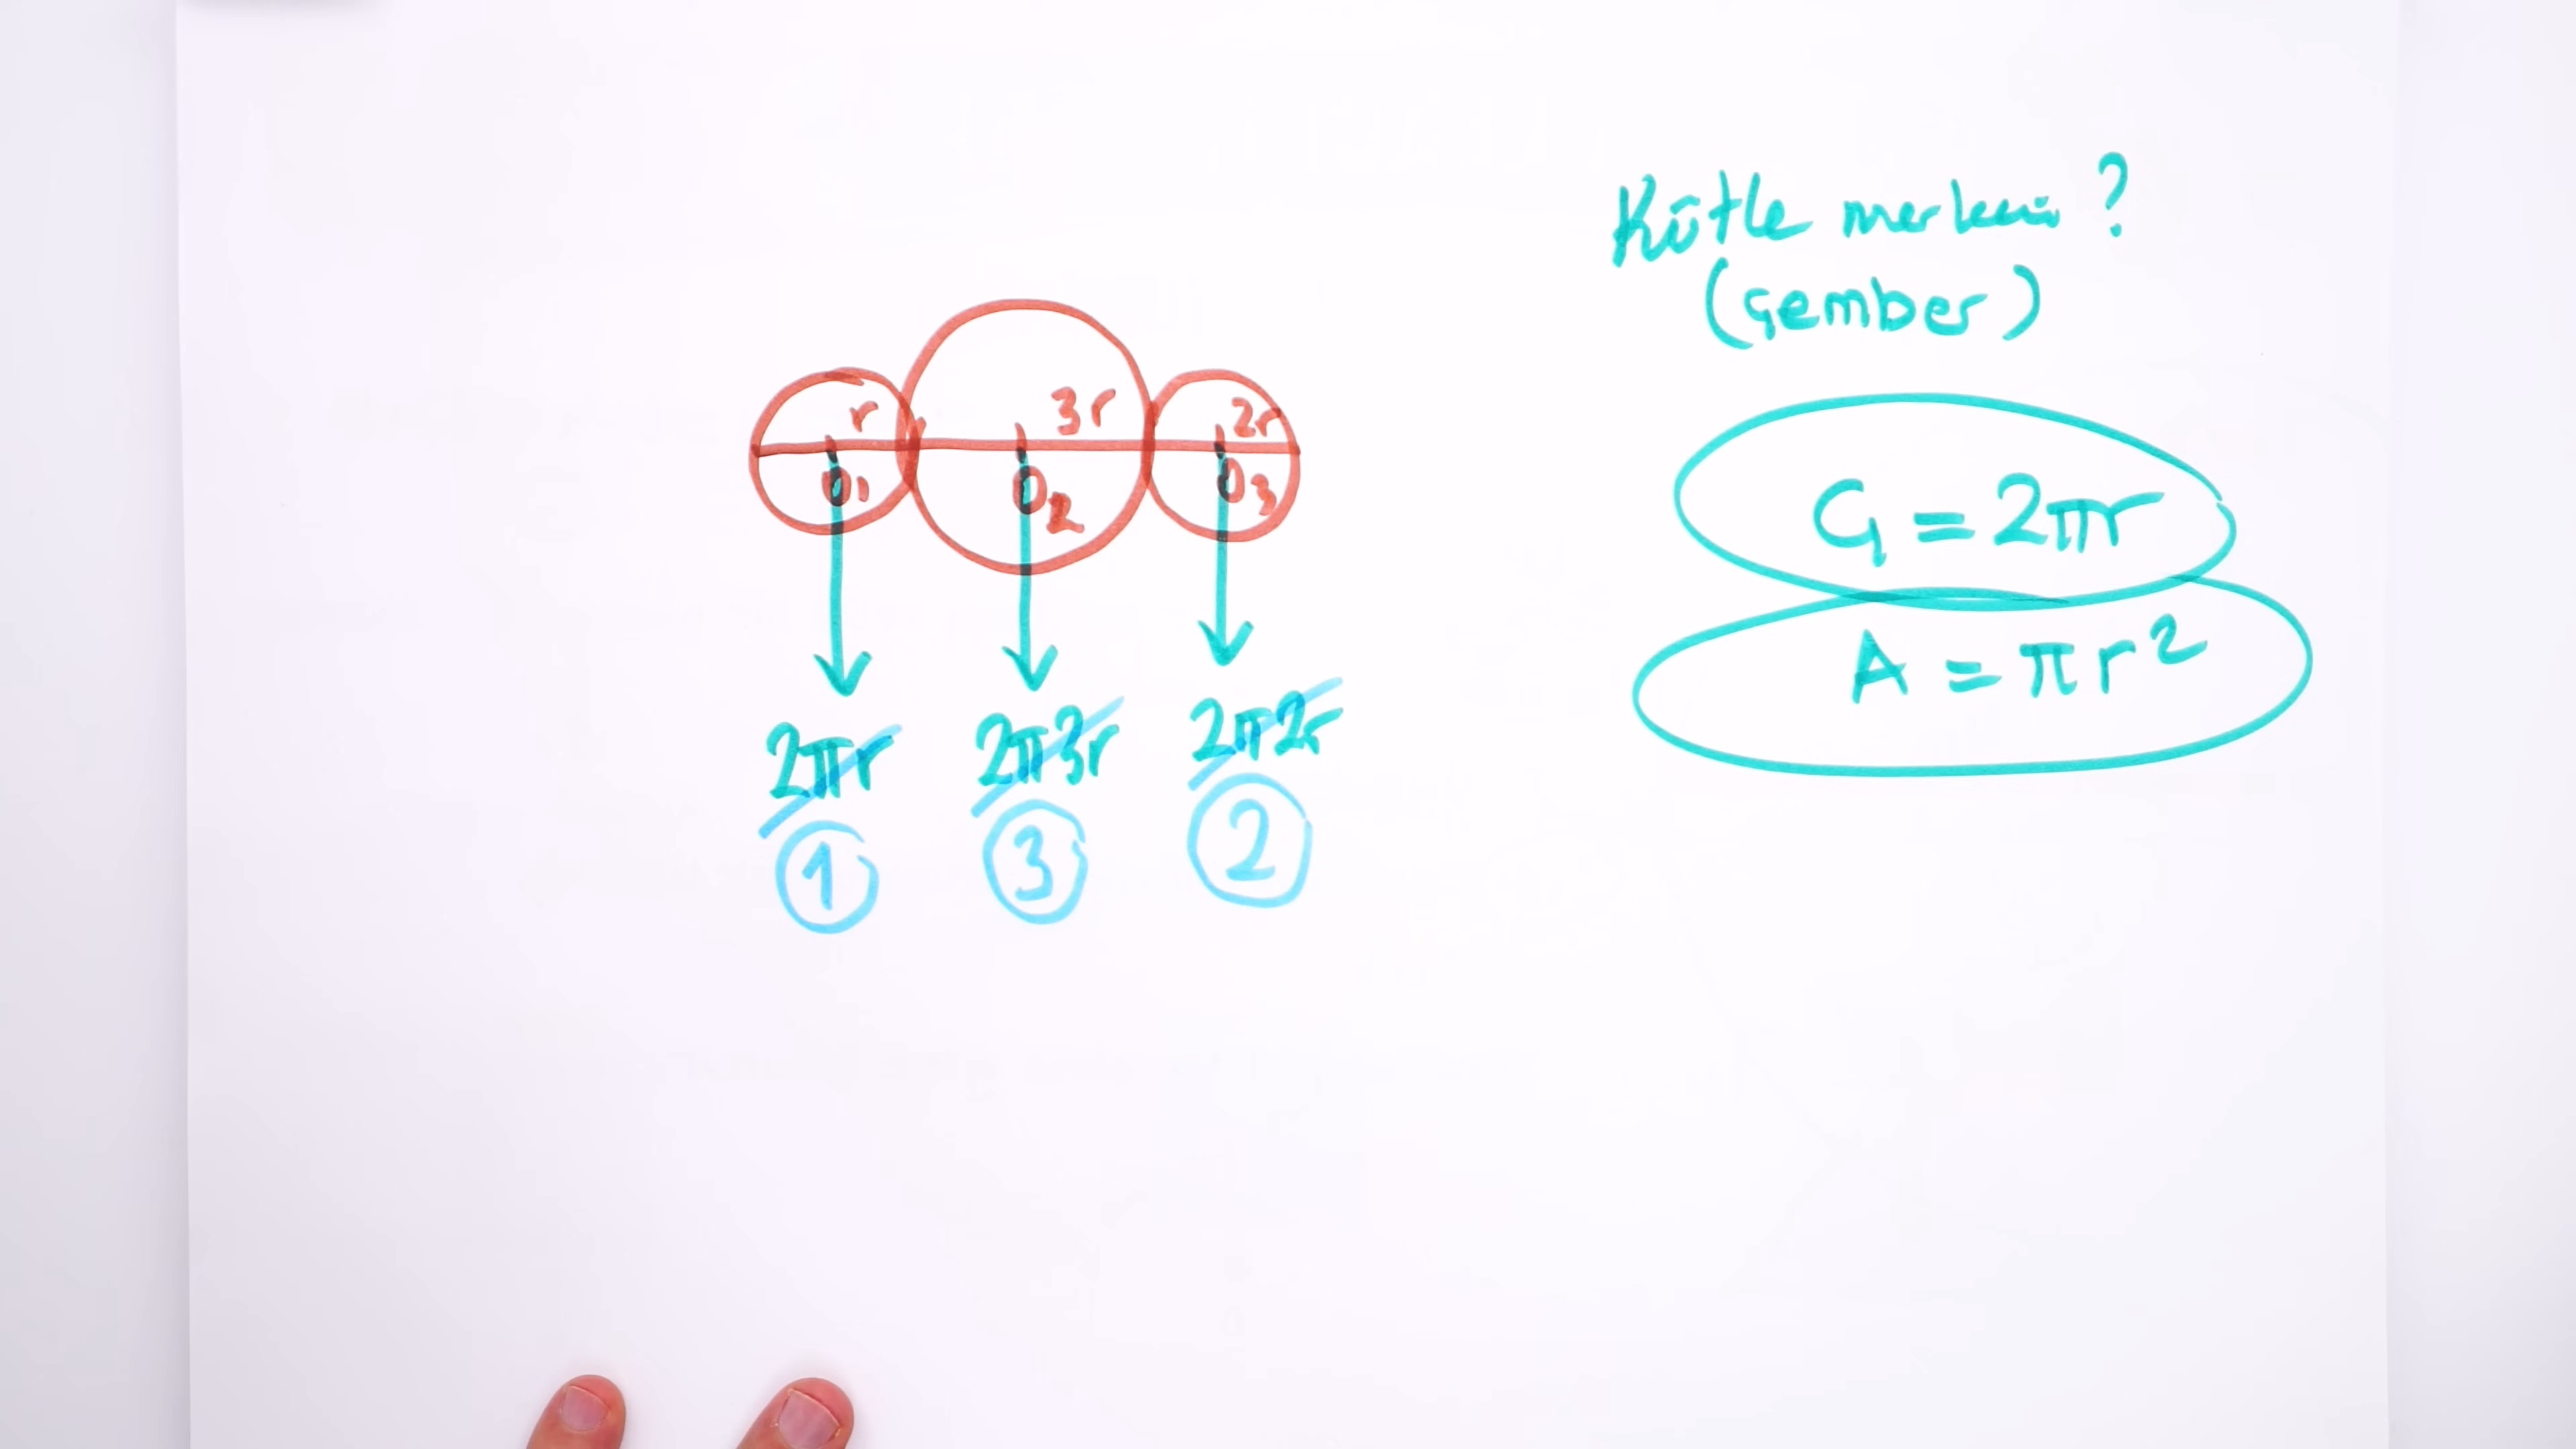 Kütle merkezi ?
(çember)
r 3r 2r
O1 O2 O3
Ç = 2πr
A = πr²
2πr 2π3r 2π2r
1 3 2